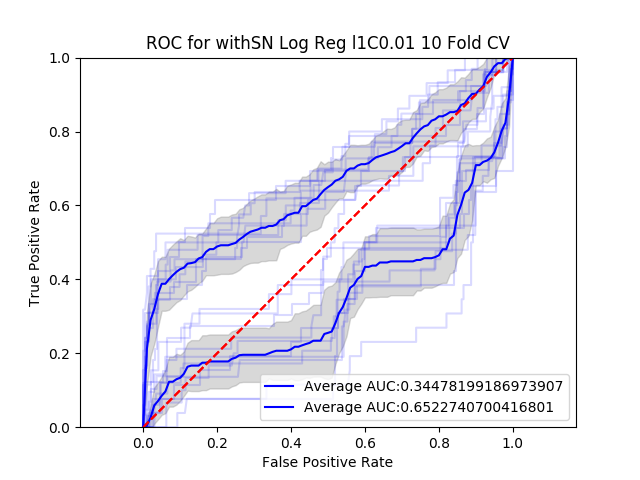 ROC for withSN Log Reg l1C0.01 10 Fold CV
True Positive Rate
1.0
0.8
0.6
0.4
0.2
0.0
0.0 0.2 0.4 0.6 0.8 1.0
False Positive Rate
Average AUC:0.34478199186973907
Average AUC:0.6522740700416801